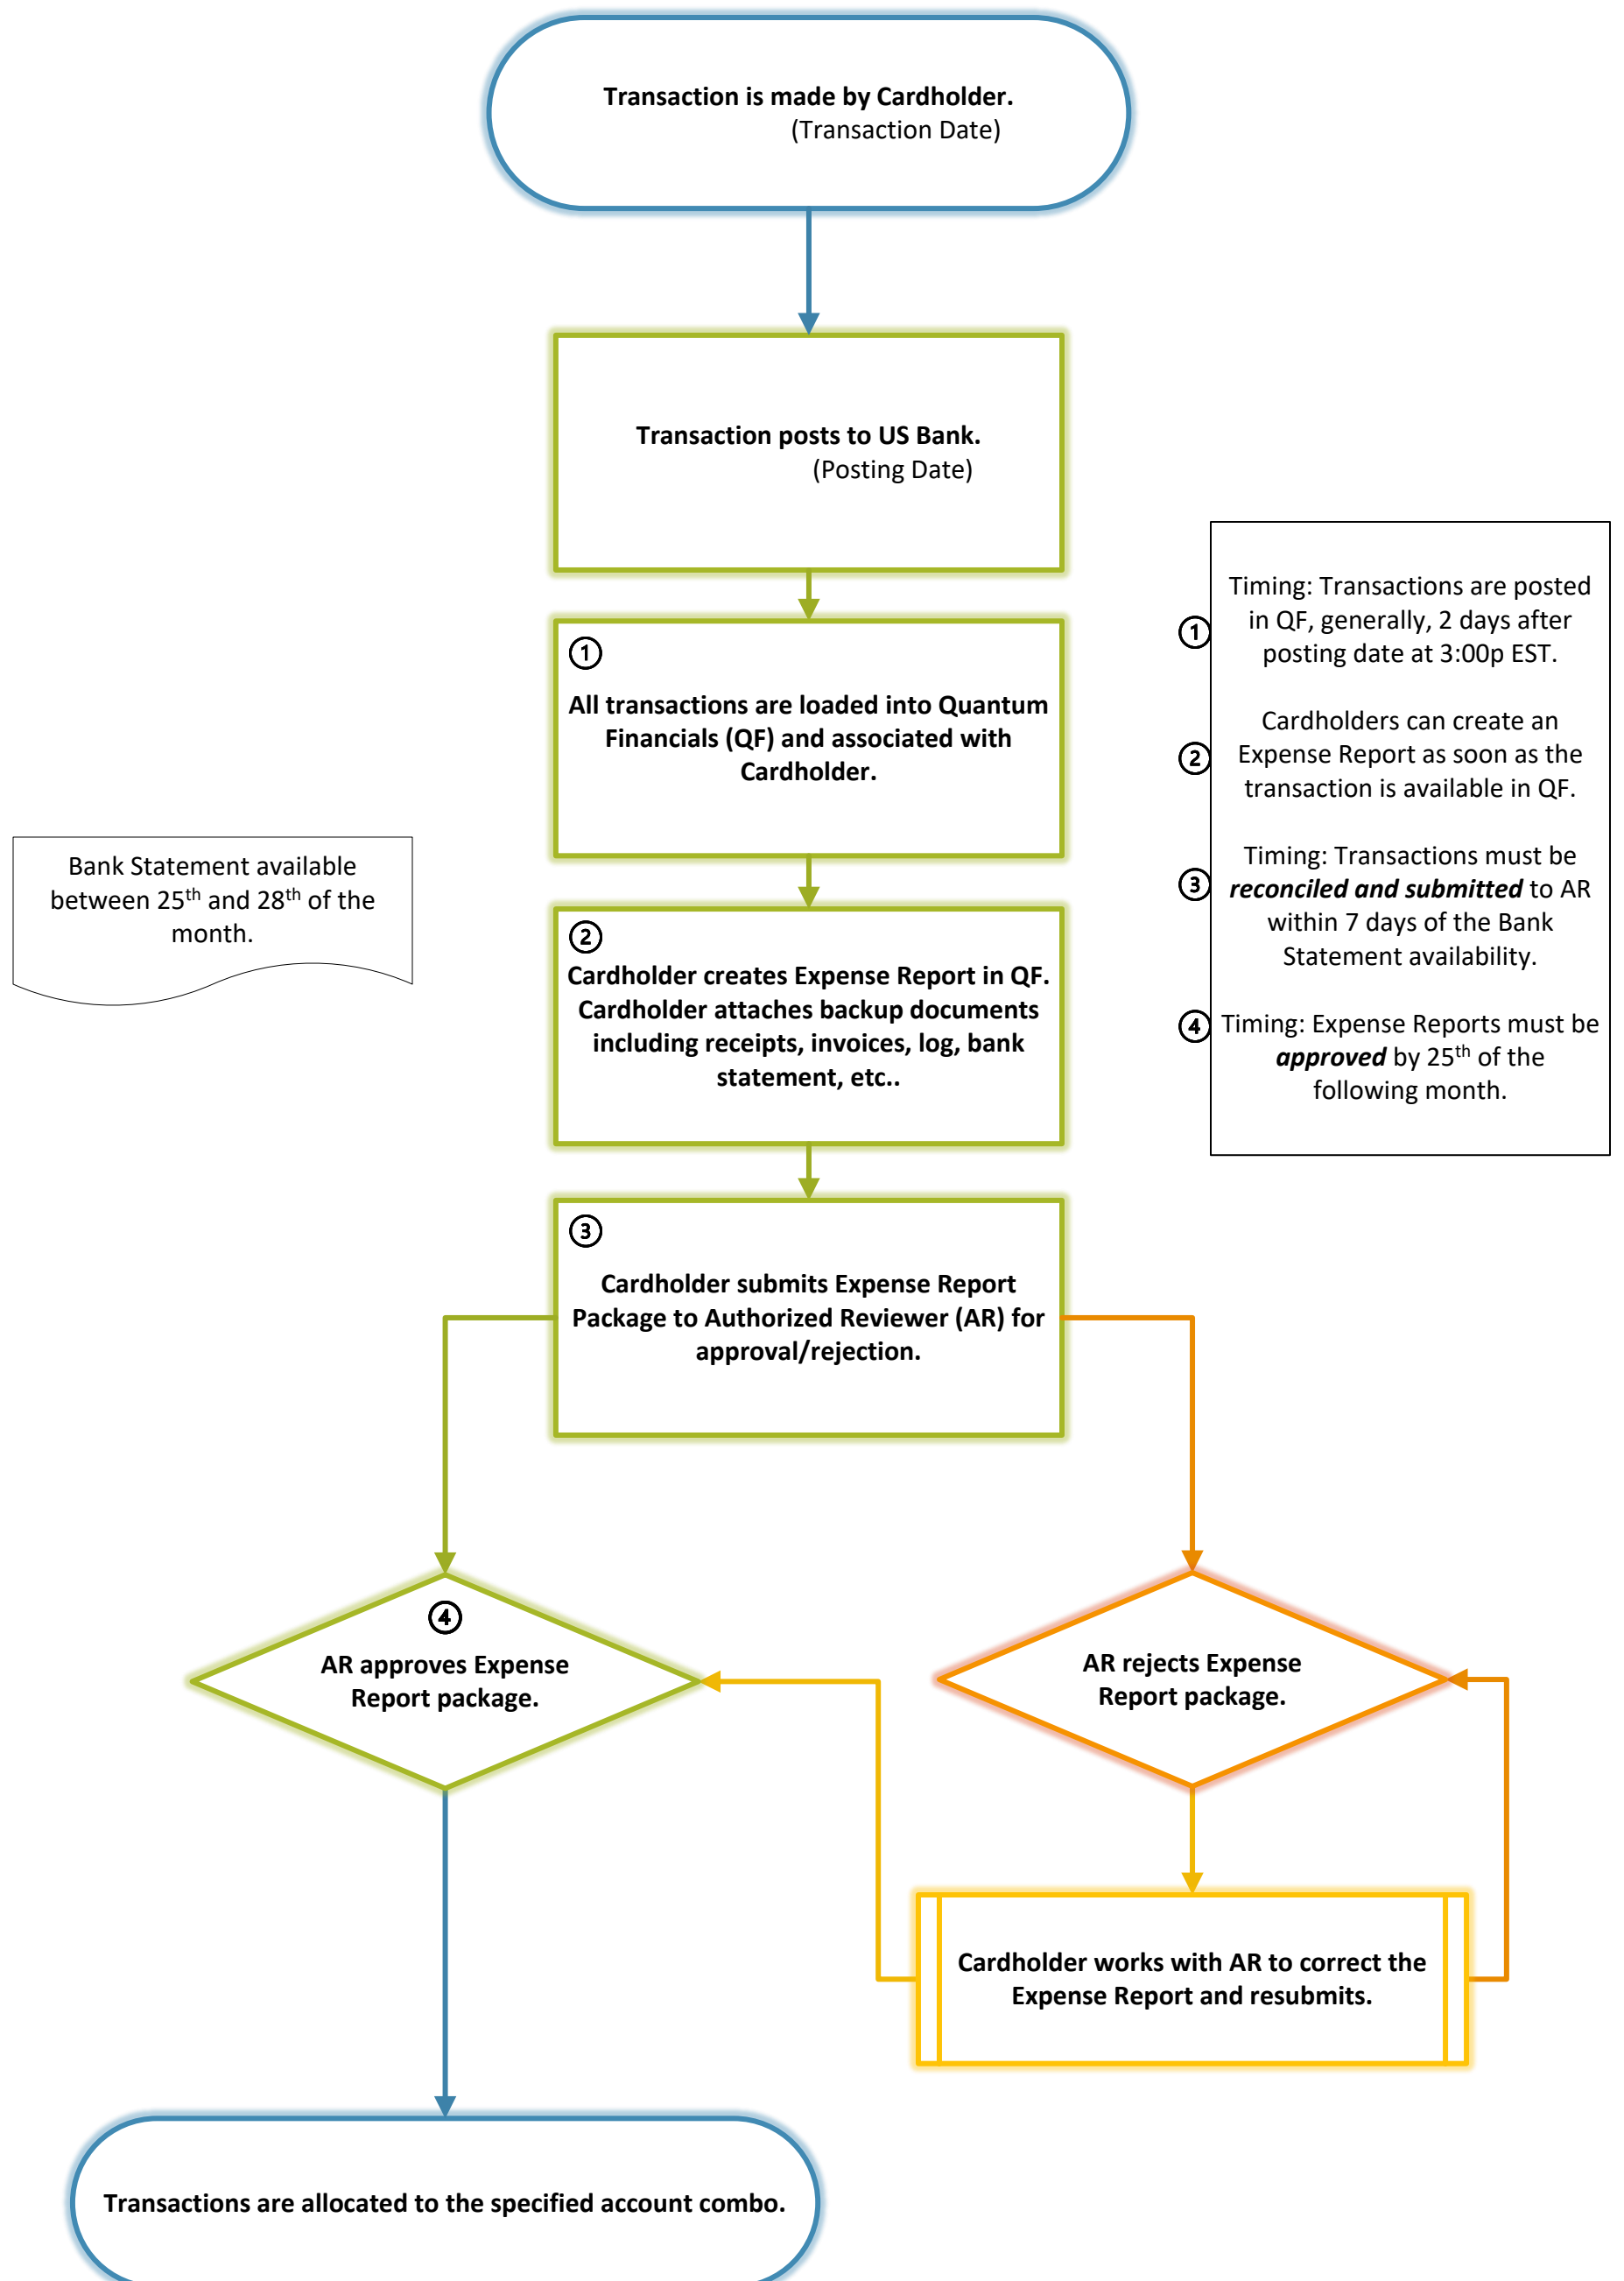 Transaction is made by Cardholder.
(Transaction Date)
Transaction posts to US Bank.
(Posting Date)
①
All transactions are loaded into Quantum
Financials (QF) and associated with
Cardholder.
①
Timing: Transactions are posted
in QF, generally, 2 days after
posting date at 3:00p EST.
②
Cardholders can create an
Expense Report as soon as the
transaction is available in QF.
③
Timing: Transactions must be
reconciled and submitted to AR
within 7 days of the Bank
Statement availability.
④
Timing: Expense Reports must be
approved by 25th of the
following month.
Bank Statement available
between 25th and 28th of the
month.
②
Cardholder creates Expense Report in QF.
Cardholder attaches backup documents
including receipts, invoices, log, bank
statement, etc..
③
Cardholder submits Expense Report
Package to Authorized Reviewer (AR) for
approval/rejection.
④
AR approves Expense
Report package.
AR rejects Expense
Report package.
Cardholder works with AR to correct the
Expense Report and resubmits.
Transactions are allocated to the specified account combo.